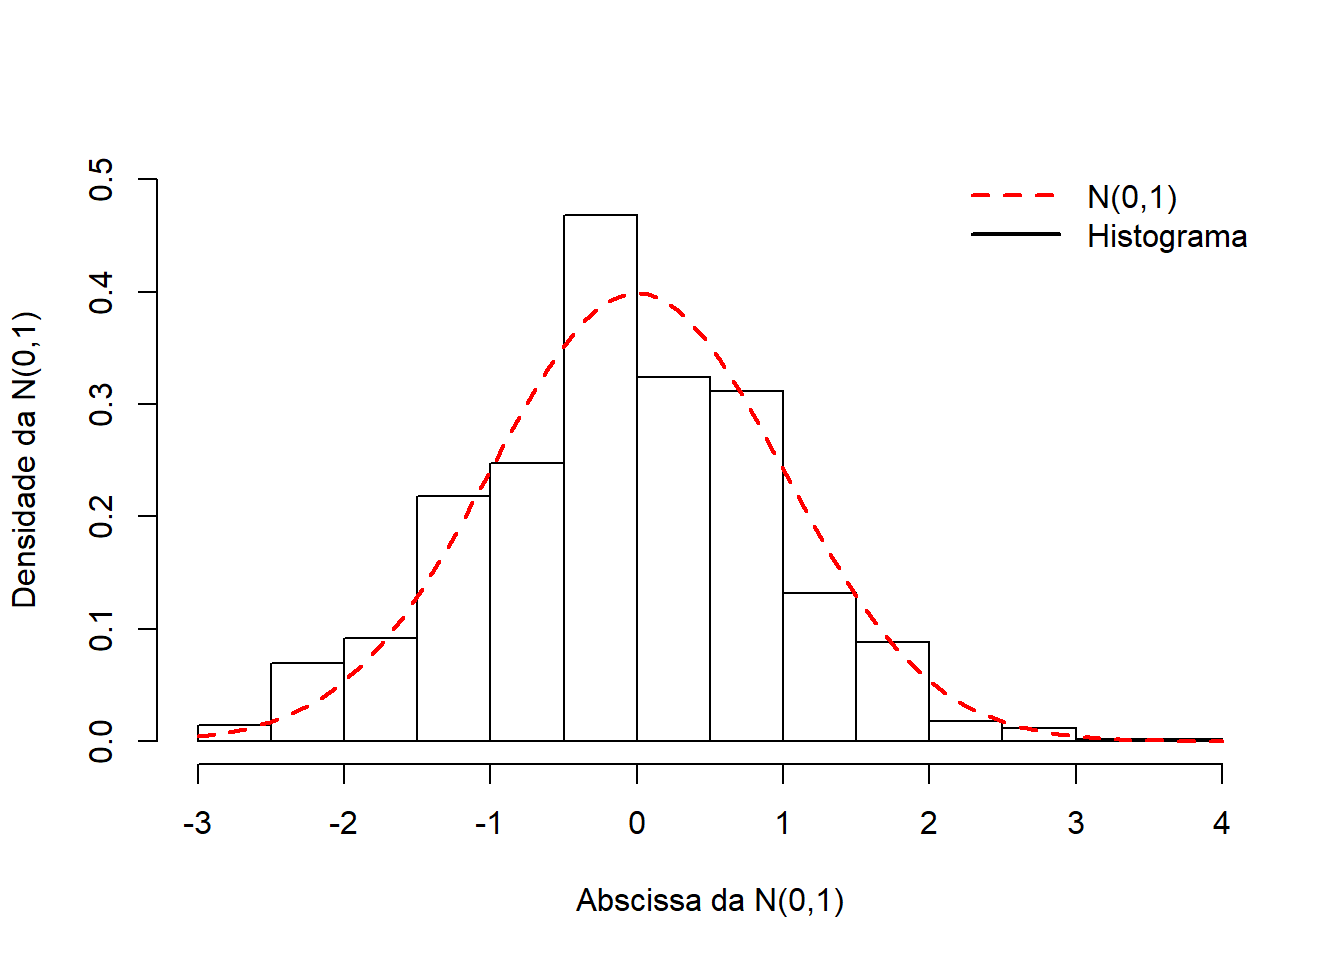 N(0,1)
Histograma
Densidade da N(0,1)
0.5
0.4
0.3
0.2
0.1
0.0
-3 -2 -1 0 1 2 3 4
Abscissa da N(0,1)